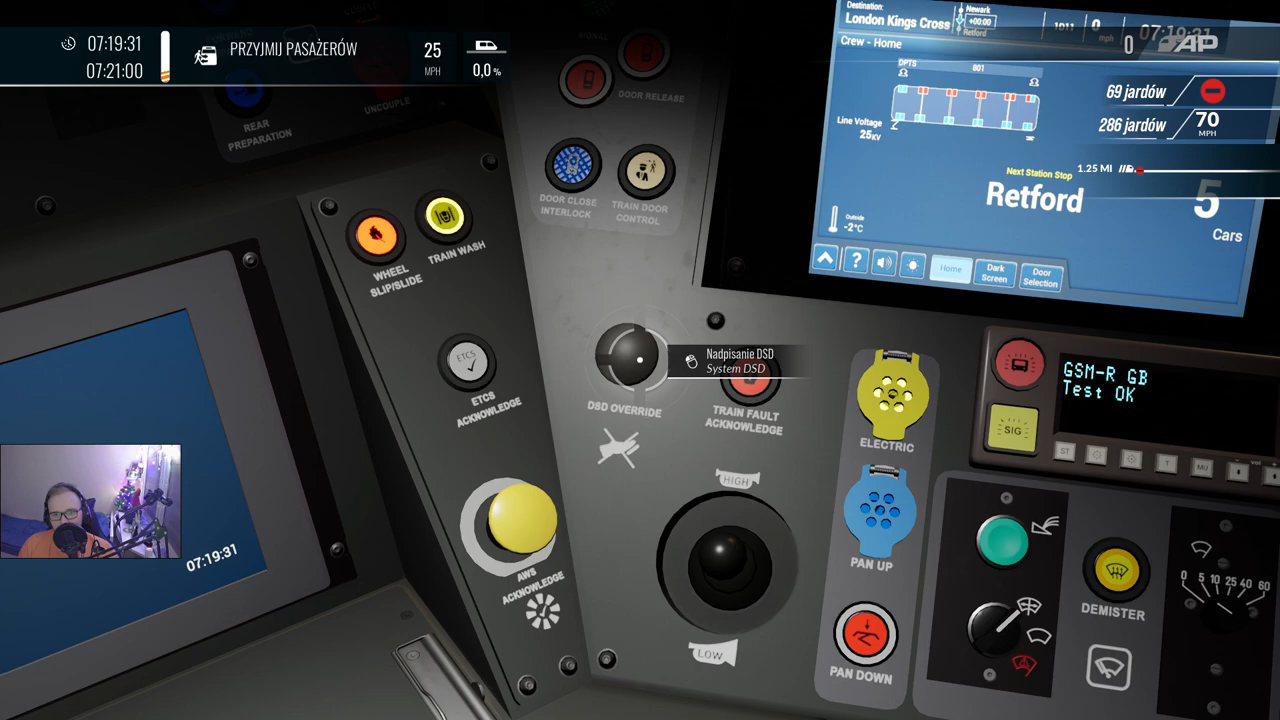 07:19:31
07:21:00
PRZYJMIJ PASAŻERÓW
25
MPH
0,0 %
SIGNAL
DOOR RELEASE
UNCOUPLE
REAR
PREPARATION
DOOR CLOSE
INTERLOCK
TRAIN DOOR
CONTROL
WHEEL
SLIP/SLIDE
TRAIN WASH
Destination:
London Kings Cross
Newark
+00:00
Retford
1011
0
mph
07:19:31
0
AP
Crew - Home
DPTS
801
Line Voltage
25KV
69 jardów
286 jardów
70
MPH
1.25 MI
Next Station Stop
Retford
5
Cars
Outside
-2°C
?
Home
Dark
Screen
Door
Selection
Nadpisanie DSD
System DSD
ETCS
ETCS
ACKNOWLEDGE
DSD OVERRIDE
TRAIN FAULT
ACKNOWLEDGE
ELECTRIC
GSM-R GB
Test OK
SIG
ST
T
MU
vol
HIGH
AWS
ACKNOWLEDGE
LOW
PAN UP
PAN DOWN
DEMISTER
0 5 10 25 40 60
07:19:31